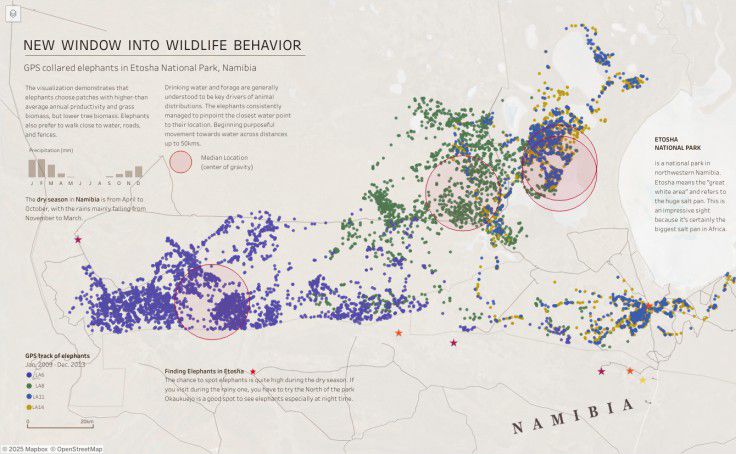 NEW WINDOW INTO WILDLIFE BEHAVIOR
GPS collared elephants in Etosha National Park, Namibia
The visualization demonstrates that
elephants choose patches with higher-than
average annual productivity and grass
biomass, but lower tree biomass. Elephants
also prefer to walk close to water, roads,
and fences.
Drinking water and forage are generally
understood to be key drivers of animal
distributions. The elephants consistently
managed to pinpoint the closest water point
to their location. Beginning purposeful
movement towards water across distances
up to 50kms.
Precipitation (mm)
J F M A M J J A S O N D
Median Location
(center of gravity)
The dry season in Namibia is from April to
October, with the rains mainly falling from
November to March.
ETOSHA
NATIONAL PARK
is a national park in
northwestern Namibia.
Etosha means the "great
white area" and refers to
the huge salt pan. This is
an impressive sight
because it's certainly the
biggest salt pan in Africa.
GPS track of elephants
Jan. 2009 - Dec. 2013
LA6
LA8
LA11
LA14
0 20km
Finding Elephants in Etosha
The chance to spot elephants is quite high during the dry season. If
you visit during the rainy one, you have to try the North of the park.
Okaukuejo is a good spot to see elephants especially at night time.
NAMIBIA
© 2025 Mapbox © OpenStreetMap